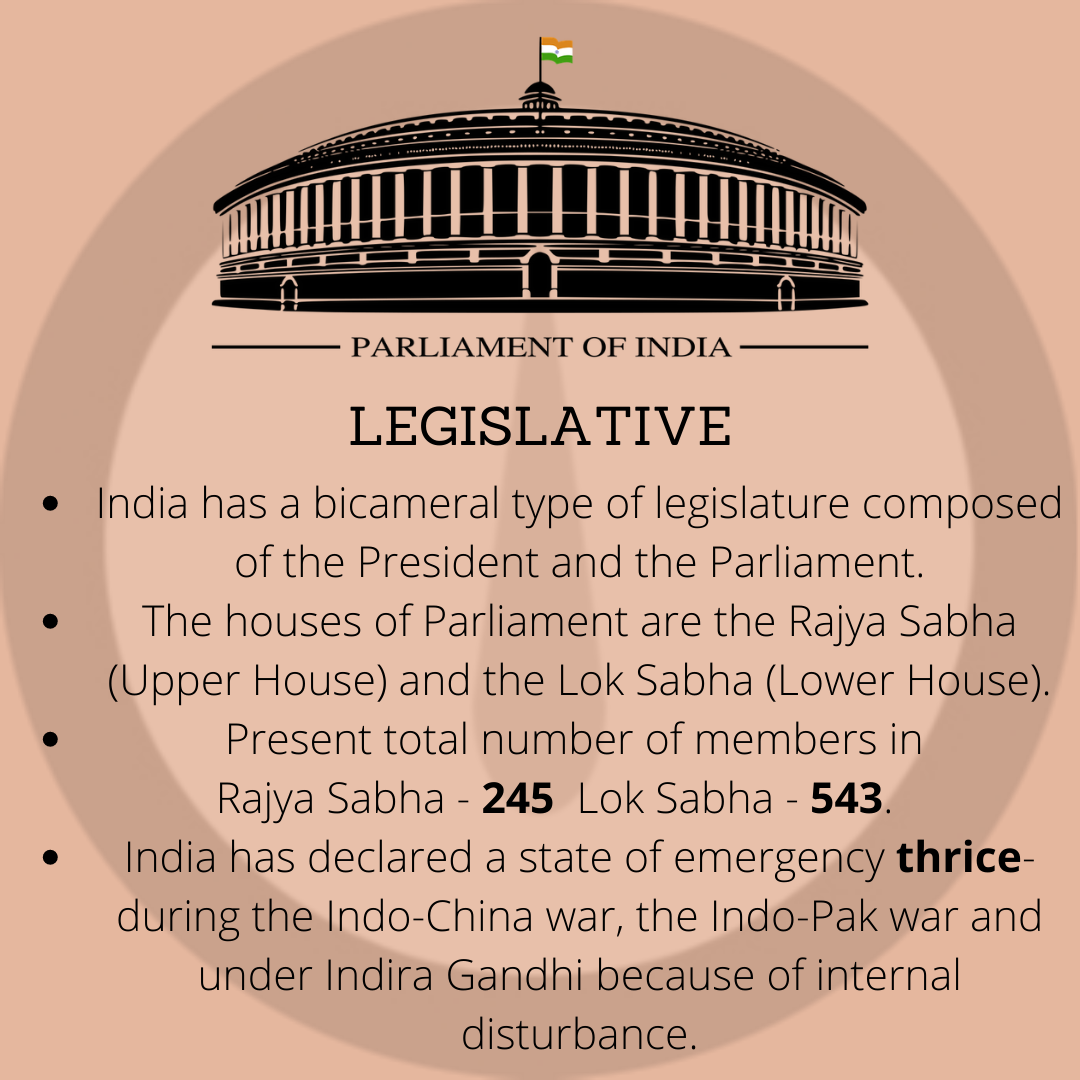 PARLIAMENT OF INDIA
LEGISLATIVE
• India has a bicameral type of legislature composed
of the President and the Parliament.
• The houses of Parliament are the Rajya Sabha
(Upper House) and the Lok Sabha (Lower House).
• Present total number of members in
Rajya Sabha - 245  Lok Sabha - 543.
• India has declared a state of emergency thrice-
during the Indo-China war, the Indo-Pak war and
under Indira Gandhi because of internal
disturbance.